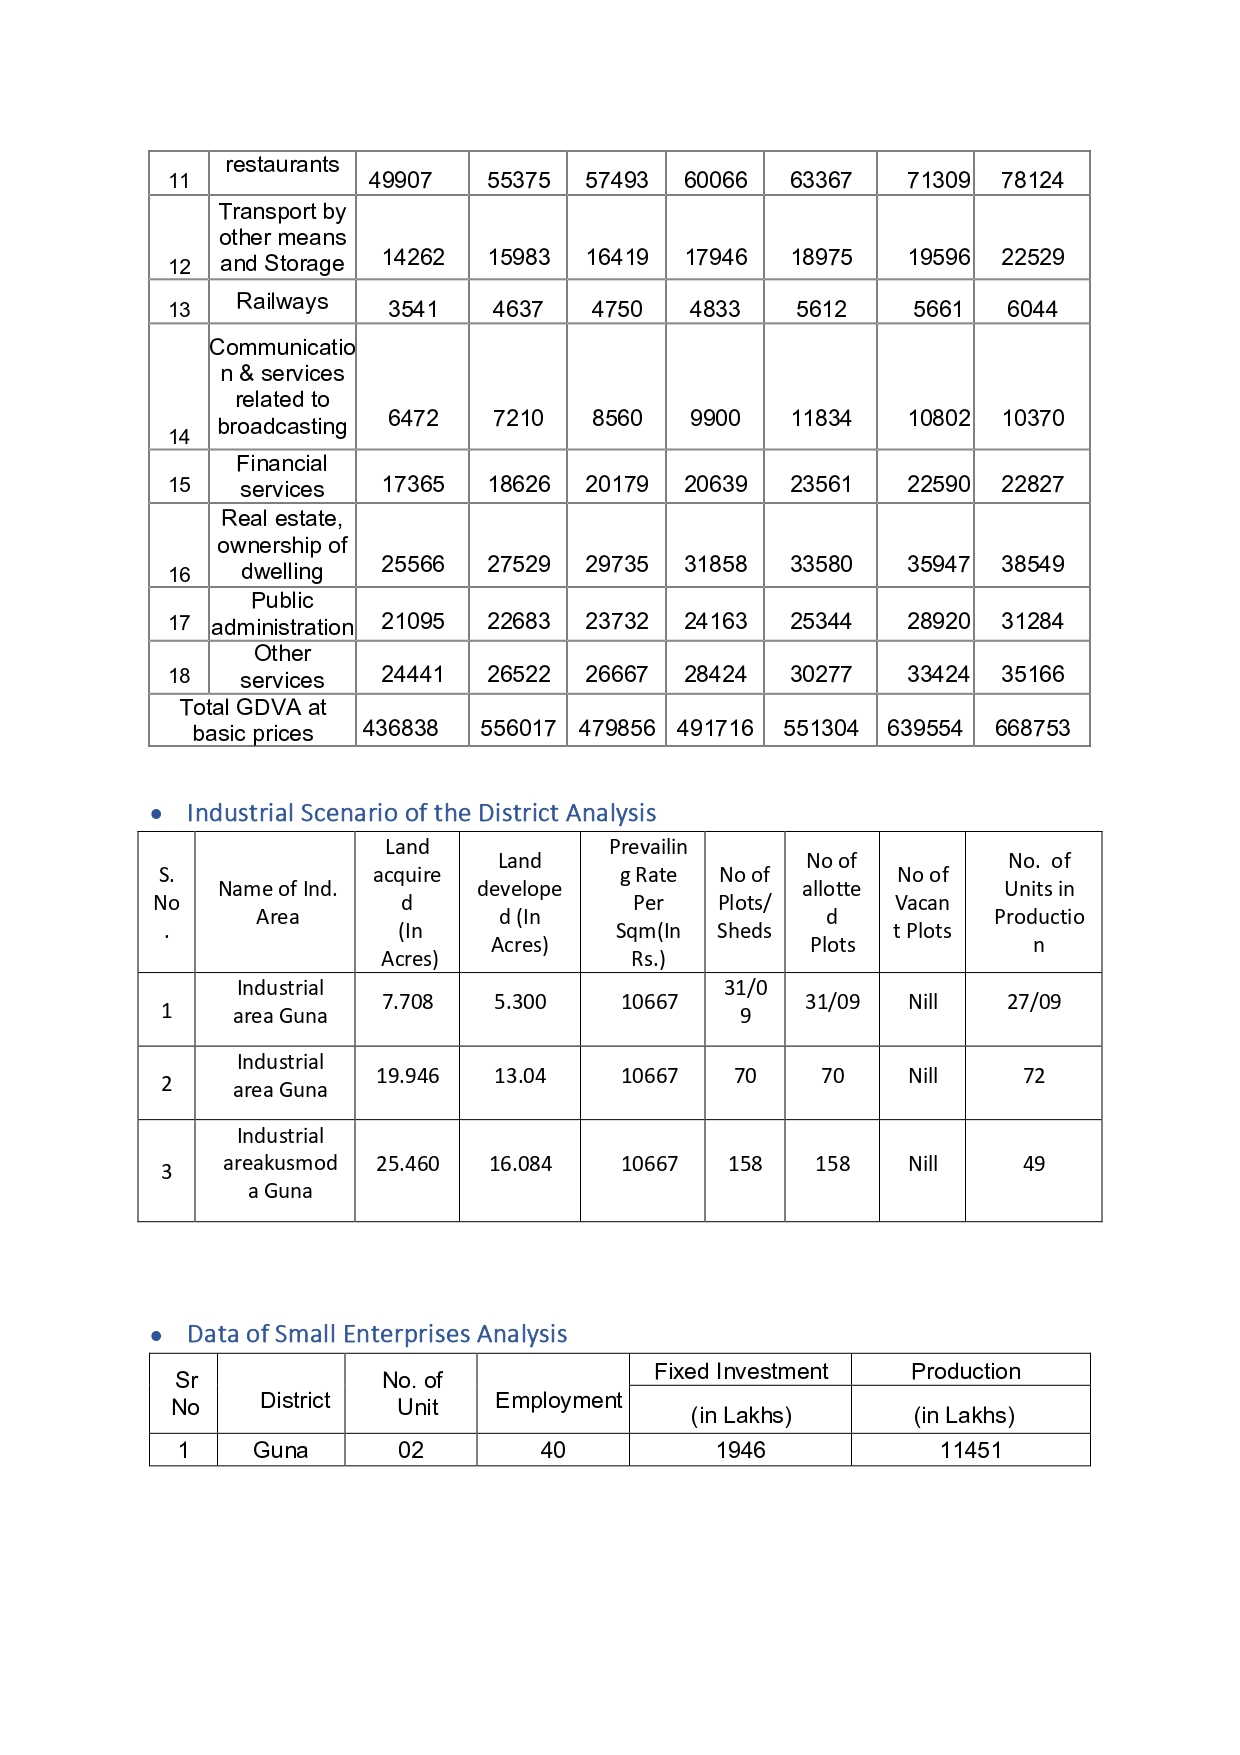 restaurants
11 49907 55375 57493 60066 63367 71309 78124
Transport by
other means
and Storage
12 14262 15983 16419 17946 18975 19596 22529
Railways
13 3541 4637 4750 4833 5612 5661 6044
Communicatio
n & services
related to
broadcasting
14 6472 7210 8560 9900 11834 10802 10370
Financial
services
15 17365 18626 20179 20639 23561 22590 22827
Real estate,
ownership of
dwelling
16 25566 27529 29735 31858 33580 35947 38549
Public
administration
17 21095 22683 23732 24163 25344 28920 31284
Other
services
18 24441 26522 26667 28424 30277 33424 35166
Total GDVA at
basic prices
436838 556017 479856 491716 551304 639554 668753
• Industrial Scenario of the District Analysis
S.
No
.
Name of Ind.
Area
Land
acquire
d
(In
Acres)
Land
develope
d (In
Acres)
Prevailin
g Rate
Per
Sqm(In
Rs.)
No of
Plots/
Sheds
No of
allotte
d
Plots
No of
Vacan
t Plots
No. of
Units in
Productio
n
1
Industrial
area Guna
7.708 5.300 10667
31/0
9
31/09 Nill 27/09
2
Industrial
area Guna
19.946 13.04 10667 70 70 Nill 72
3
Industrial
areakusmod
a Guna
25.460 16.084 10667 158 158 Nill 49
• Data of Small Enterprises Analysis
Sr
No
District
No. of
Unit
Employment
Fixed Investment
(in Lakhs)
Production
(in Lakhs)
1 Guna 02 40 1946 11451